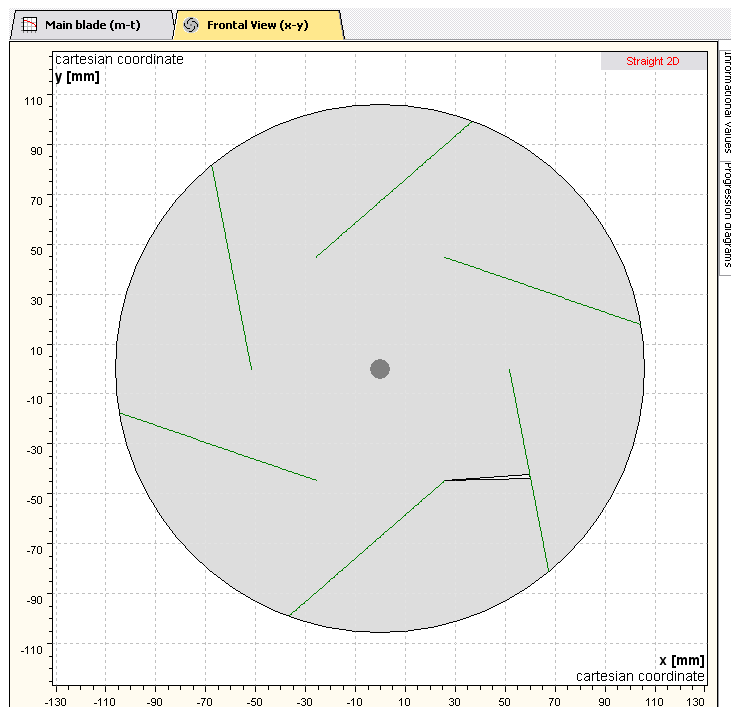 Main blade (m-t)
Frontal View (x-y)
cartesian coordinate
y [mm]
Straight 2D
Informational values
Progression diagrams
110
90
70
50
30
10
-10
-30
-50
-70
-90
-110
x [mm]
cartesian coordinate
-130 -110 -90 -70 -50 -30 -10 10 30 50 70 90 110 130